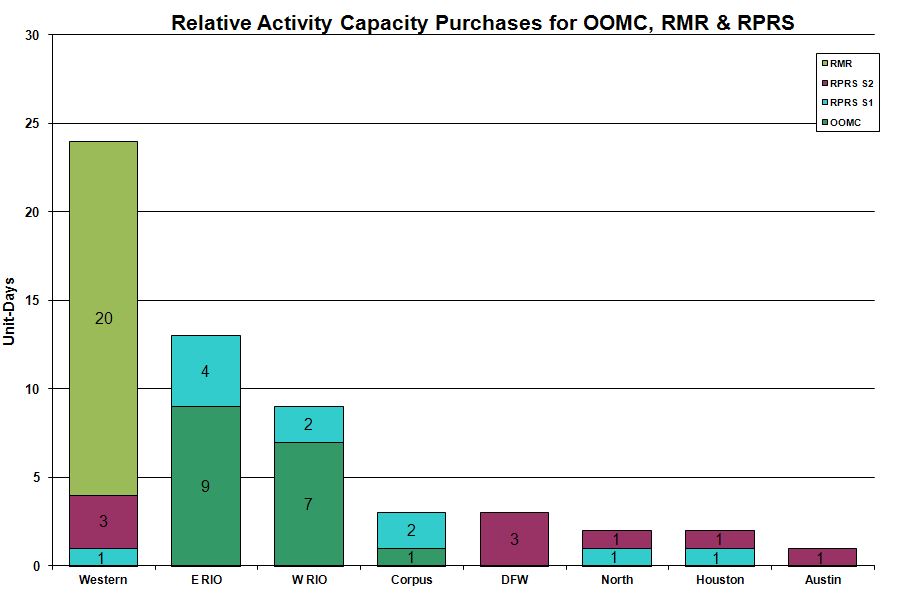 Relative Activity Capacity Purchases for OOMC, RMR & RPRS
30
25
20
15
10
5
0
Unit-Days
RMR
RPRS S2
RPRS S1
OOMC
20
3
1
4
9
2
7
2
1
3
1
1
1
1
1
Western
E RIO
W RIO
Corpus
DFW
North
Houston
Austin